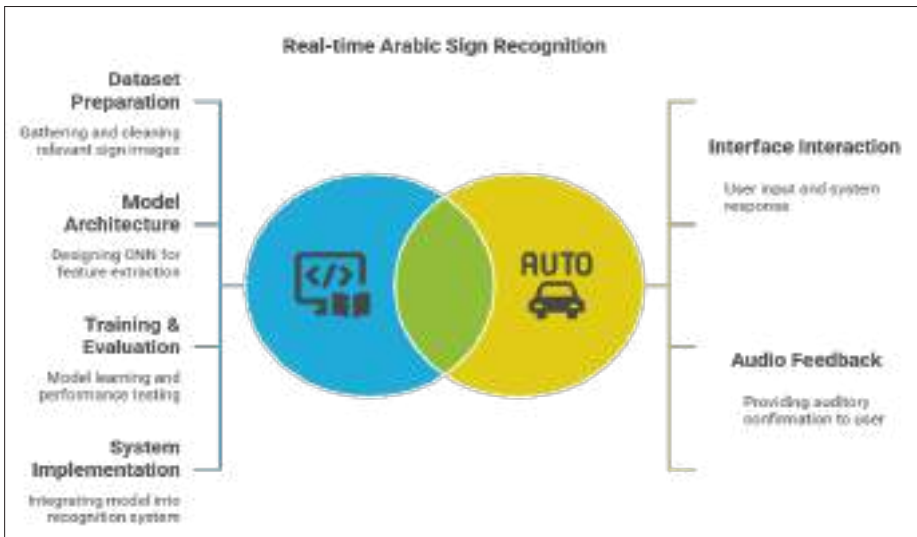 Real-time Arabic Sign Recognition
Dataset
Preparation
Gathering and cleaning
relevant sign images
Model
Architecture
Designing CNN for
feature extraction
Training &
Evaluation
Model learning and
performance testing
System
Implementation
Integrating model into
recognition system
</>
AUTO
Interface Interaction
User input and system
response
Audio Feedback
Providing auditory
confirmation to user